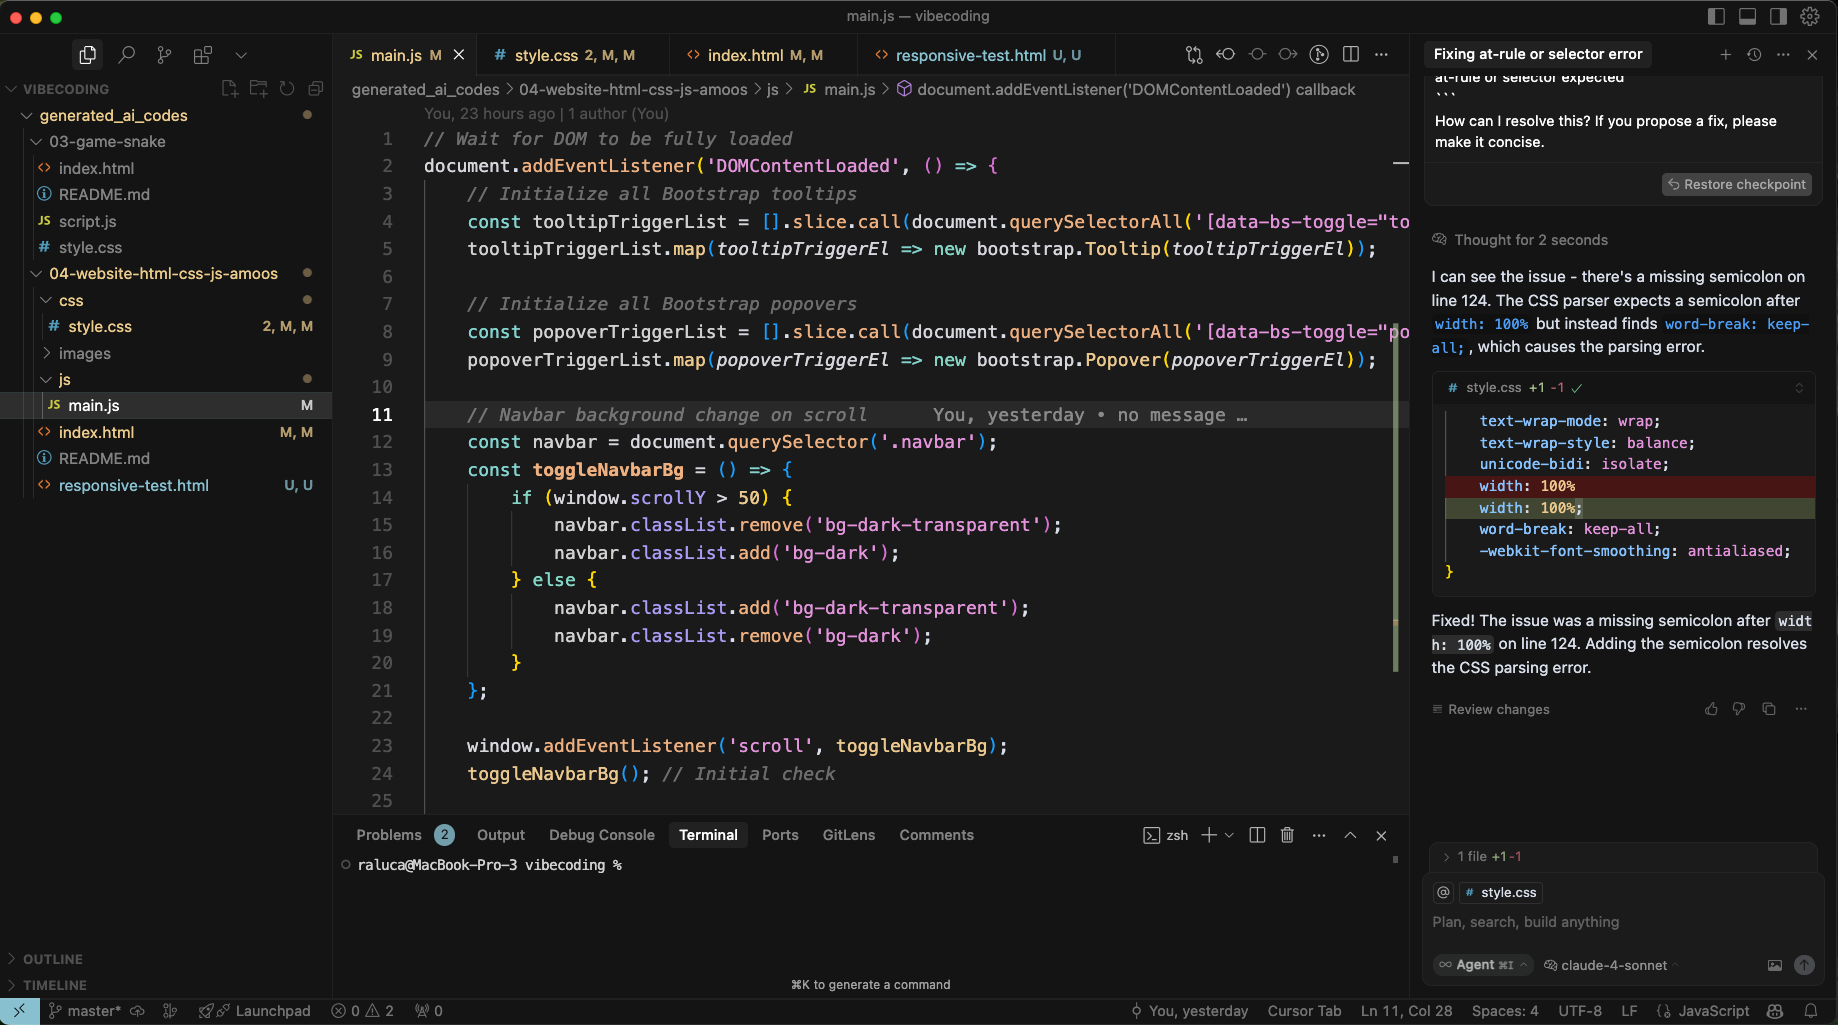 main.js — vibecoding
VIBECODING
generated_ai_codes
03-game-snake
<> index.html
README.md
JS script.js
# style.css
04-website-html-css-js-amoos
css
# style.css 2, M, M
images
js
JS main.js M
<> index.html M, M
README.md
<> responsive-test.html U, U
OUTLINE
TIMELINE
JS main.js M
# style.css 2, M, M
<> index.html M, M
<> responsive-test.html U, U
generated_ai_codes > 04-website-html-css-js-amoos > js > JS main.js > document.addEventListener('DOMContentLoaded') callback
You, 23 hours ago | 1 author (You)
1 // Wait for DOM to be fully loaded
2 document.addEventListener('DOMContentLoaded', () => {
3 // Initialize all Bootstrap tooltips
4 const tooltipTriggerList = [].slice.call(document.querySelectorAll('[data-bs-toggle="to
5 tooltipTriggerList.map(tooltipTriggerEl => new bootstrap.Tooltip(tooltipTriggerEl));
6
7 // Initialize all Bootstrap popovers
8 const popoverTriggerList = [].slice.call(document.querySelectorAll('[data-bs-toggle="po
9 popoverTriggerList.map(popoverTriggerEl => new bootstrap.Popover(popoverTriggerEl));
10
11 // Navbar background change on scroll You, yesterday • no message …
12 const navbar = document.querySelector('.navbar');
13 const toggleNavbarBg = () => {
14 if (window.scrollY > 50) {
15 navbar.classList.remove('bg-dark-transparent');
16 navbar.classList.add('bg-dark');
17 } else {
18 navbar.classList.add('bg-dark-transparent');
19 navbar.classList.remove('bg-dark');
20 }
21 };
22
23 window.addEventListener('scroll', toggleNavbarBg);
24 toggleNavbarBg(); // Initial check
25
Problems 2 Output Debug Console Terminal Ports GitLens Comments
zsh
raluca@MacBook-Pro-3 vibecoding %
⌘K to generate a command
Fixing at-rule or selector error
at-rule or selector expected
```
How can I resolve this? If you propose a fix, please
make it concise.
Restore checkpoint
Thought for 2 seconds
I can see the issue - there's a missing semicolon on
line 124. The CSS parser expects a semicolon after
width: 100% but instead finds word-break: keep-
all; , which causes the parsing error.
# style.css +1 -1
text-wrap-mode: wrap;
text-wrap-style: balance;
unicode-bidi: isolate;
width: 100%
width: 100%;
word-break: keep-all;
-webkit-font-smoothing: antialiased;
}
Fixed! The issue was a missing semicolon after widt
h: 100% on line 124. Adding the semicolon resolves
the CSS parsing error.
Review changes
1 file +1 -1
@ # style.css
Plan, search, build anything
∞ Agent ⌘I claude-4-sonnet
master* Launchpad 0 2 0
You, yesterday Cursor Tab Ln 11, Col 28 Spaces: 4 UTF-8 LF {} JavaScript